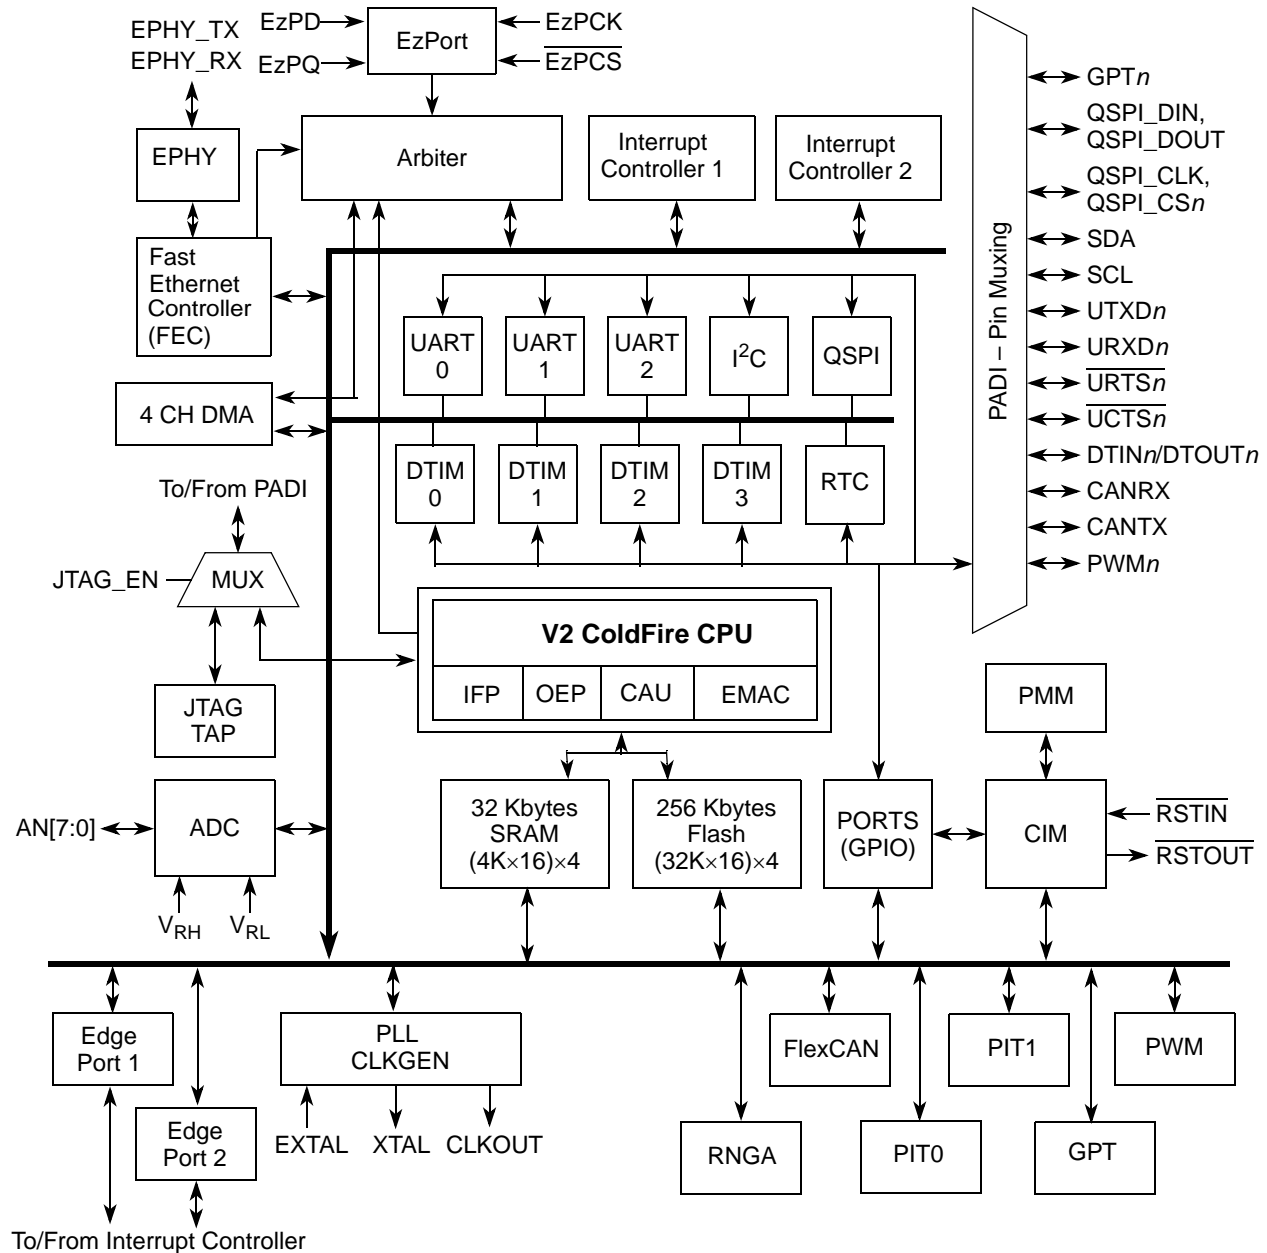 EPHY_TX
EPHY_RX
EzPD
EzPQ
EzPort
EzPCK
EzPCS
EPHY
Arbiter
Interrupt
Controller 1
Interrupt
Controller 2
Fast
Ethernet
Controller
(FEC)
4 CH DMA
UART
0
UART
1
UART
2
I²C
QSPI
DTIM
0
DTIM
1
DTIM
2
DTIM
3
RTC
PADI – Pin Muxing
GPTn
QSPI_DIN,
QSPI_DOUT
QSPI_CLK,
QSPI_CSn
SDA
SCL
UTXDn
URXDn
URTSn
UCTSn
DTINn/DTOUTn
CANRX
CANTX
PWMn
To/From PADI
JTAG_EN
MUX
JTAG
TAP
V2 ColdFire CPU
IFP
OEP
CAU
EMAC
PMM
AN[7:0]
ADC
VRH
VRL
32 Kbytes
SRAM
(4K×16)×4
256 Kbytes
Flash
(32K×16)×4
PORTS
(GPIO)
CIM
RSTIN
RSTOUT
Edge
Port 1
Edge
Port 2
PLL
CLKGEN
EXTAL
XTAL
CLKOUT
RNGA
FlexCAN
PIT0
PIT1
GPT
PWM
To/From Interrupt Controller